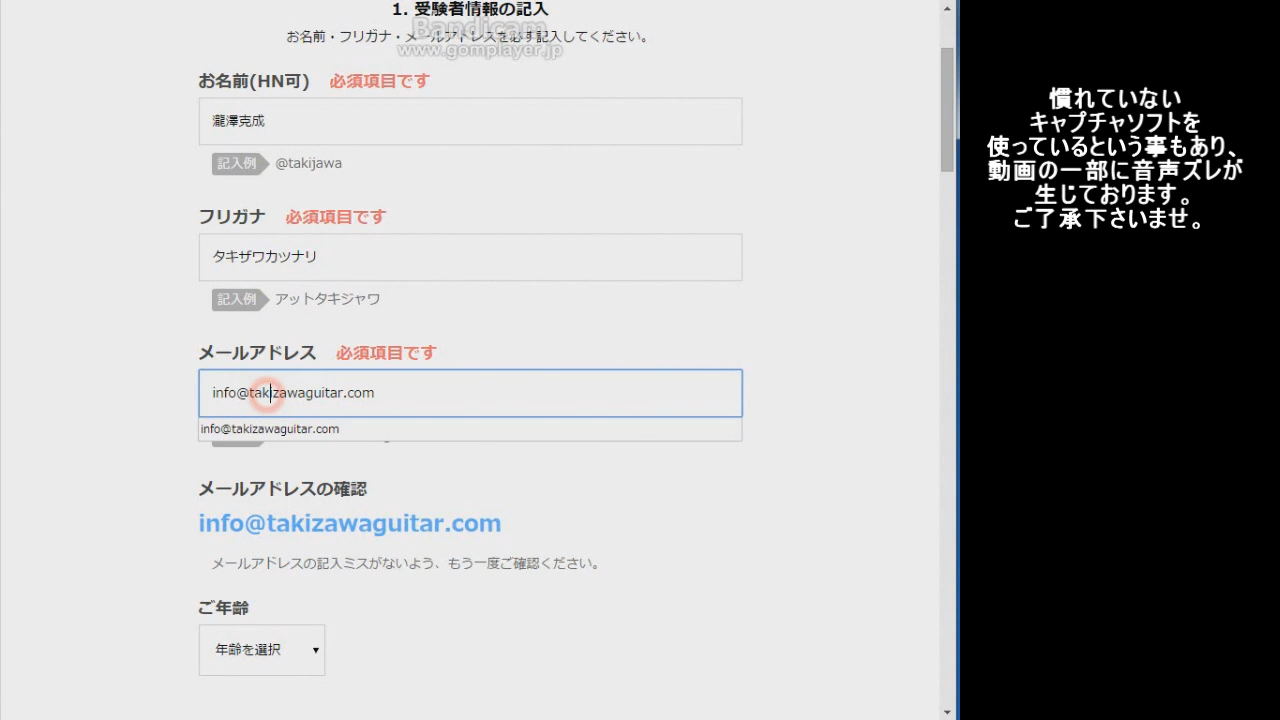 1. 受験者情報の記入
Bandicam
お名前・フリガナ・メールアドレスを必ず記入してください。
www.gomplayer.jp
お名前(HN可) 必須項目です
瀧澤克成
記入例 @takijawa
フリガナ 必須項目です
タキザワカツナリ
記入例 アットタキジャワ
メールアドレス 必須項目です
info@takizawaguitar.com
info@takizawaguitar.com
メールアドレスの確認
info@takizawaguitar.com
メールアドレスの記入ミスがないよう、もう一度ご確認ください。
ご年齢
年齢を選択
慣れていない
キャプチャソフトを
使っているという事もあり、
動画の一部に音声ズレが
生じております。
ご了承下さいませ。